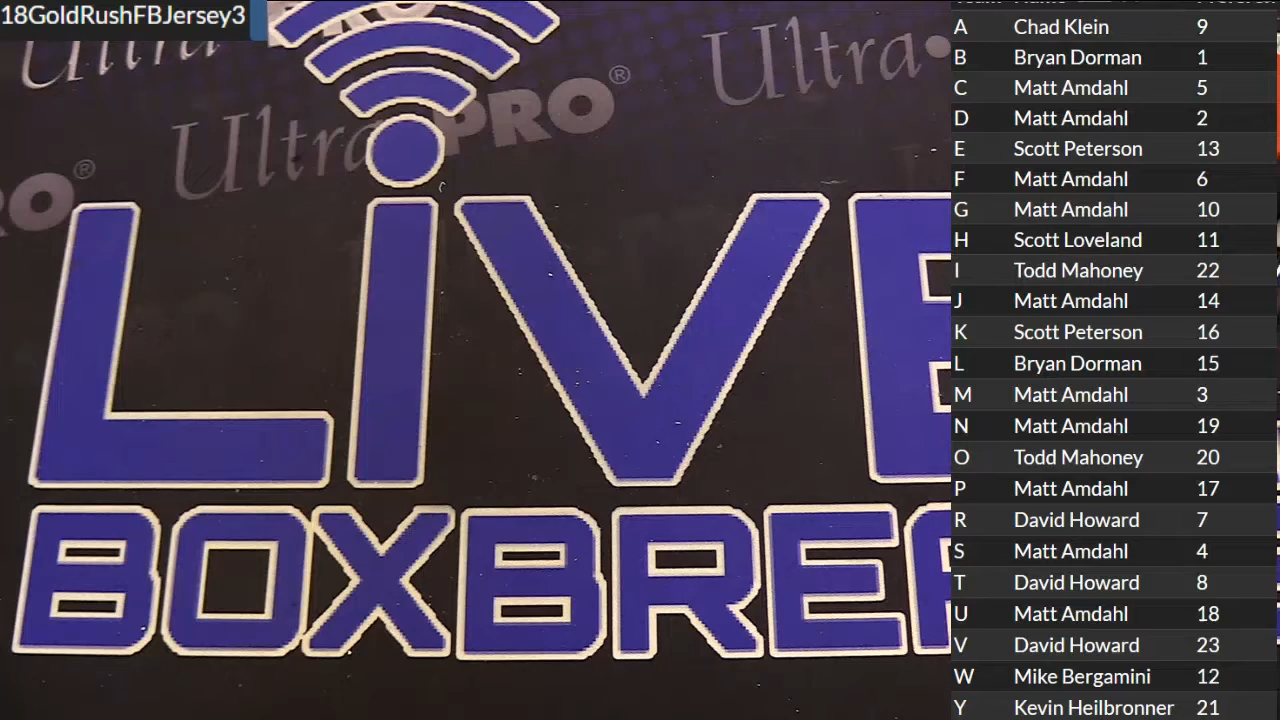 18GoldRushFBJersey3
PRO
Ultra
Ultra PRO®
Ultra
RO®
LiVE
BOXBREA
A Chad Klein 9
B Bryan Dorman 1
C Matt Amdahl 5
D Matt Amdahl 2
E Scott Peterson 13
F Matt Amdahl 6
G Matt Amdahl 10
H Scott Loveland 11
I Todd Mahoney 22
J Matt Amdahl 14
K Scott Peterson 16
L Bryan Dorman 15
M Matt Amdahl 3
N Matt Amdahl 19
O Todd Mahoney 20
P Matt Amdahl 17
R David Howard 7
S Matt Amdahl 4
T David Howard 8
U Matt Amdahl 18
V David Howard 23
W Mike Bergamini 12
Y Kevin Heilbronner 21